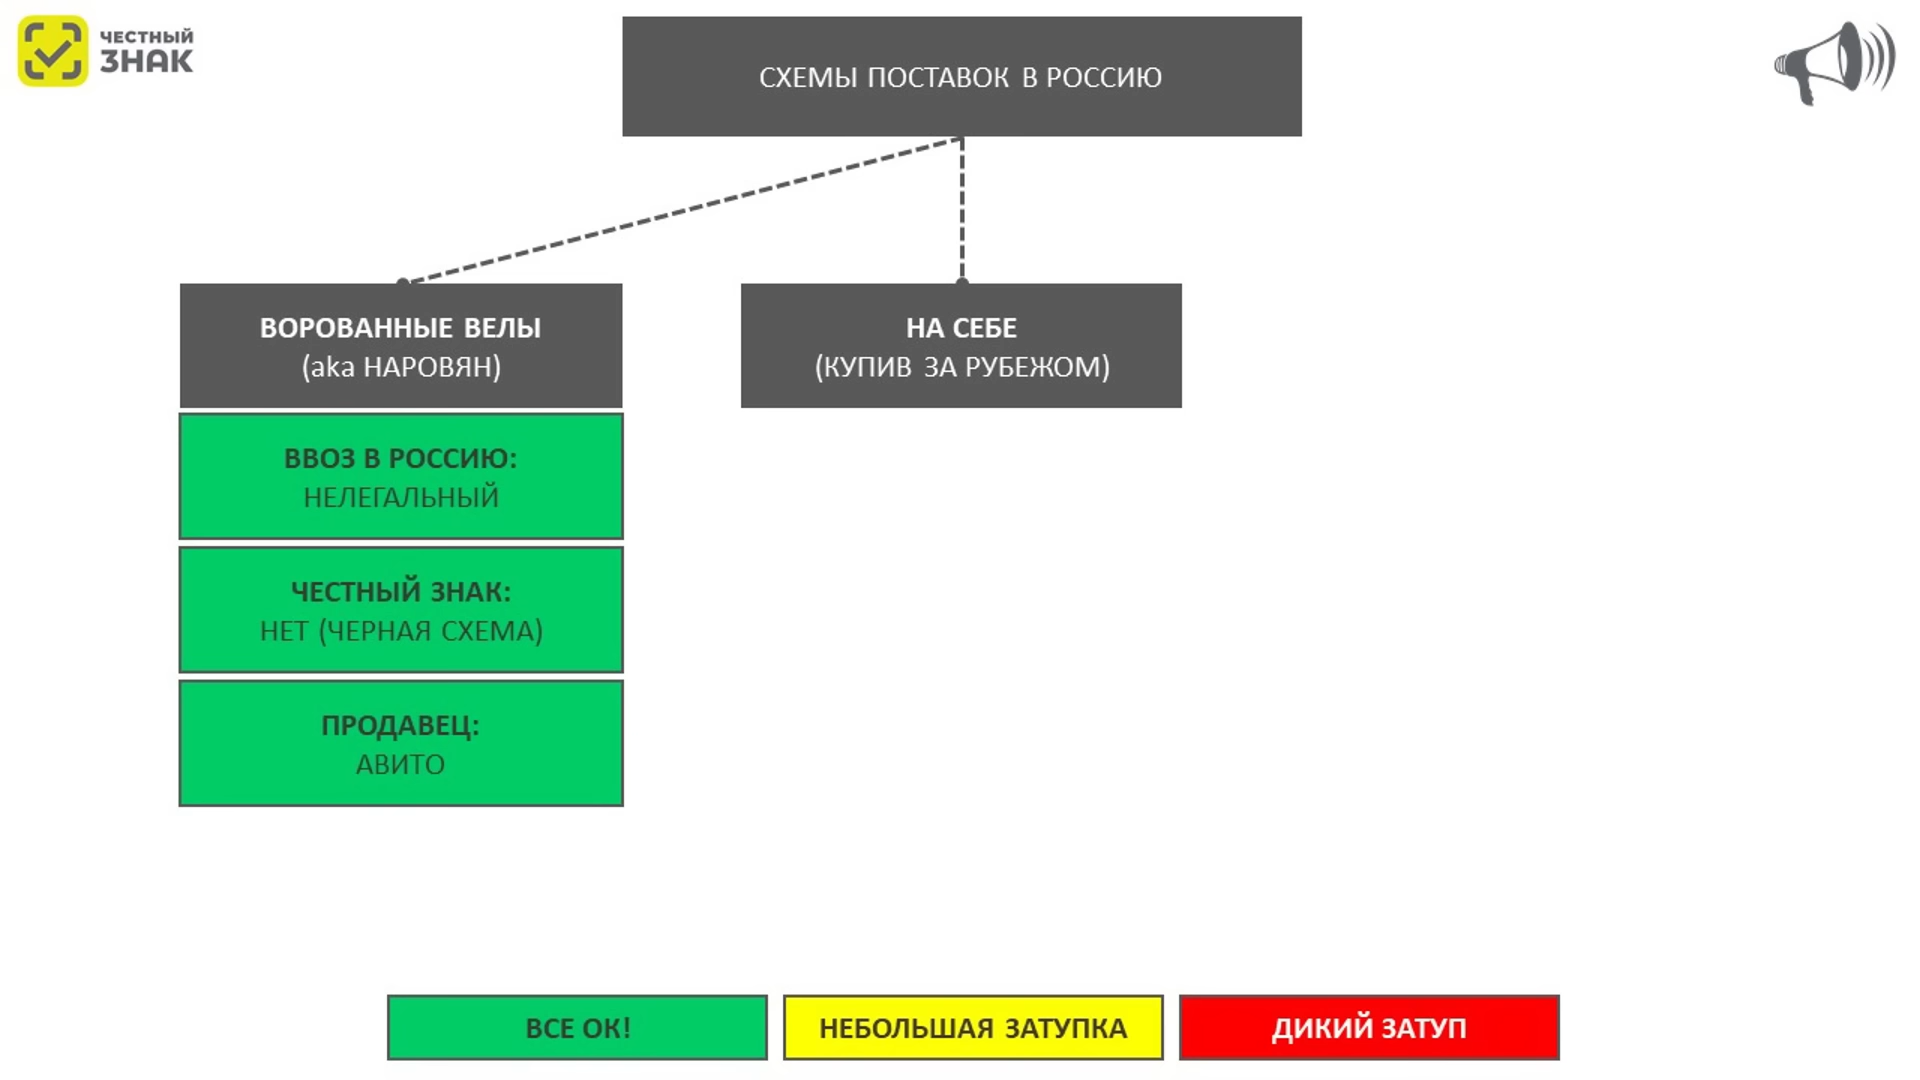 ЧЕСТНЫЙ
ЗНАК
СХЕМЫ ПОСТАВОК В РОССИЮ
ВОРОВАННЫЕ ВЕЛЫ
(aka НАРОВЯН)
НА СЕБЕ
(КУПИВ ЗА РУБЕЖОМ)
ВВОЗ В РОССИЮ:
НЕЛЕГАЛЬНЫЙ
ЧЕСТНЫЙ ЗНАК:
НЕТ (ЧЕРНАЯ СХЕМА)
ПРОДАВЕЦ:
АВИТО
ВСЕ ОК!
НЕБОЛЬШАЯ ЗАТУПКА
ДИКИЙ ЗАТУП